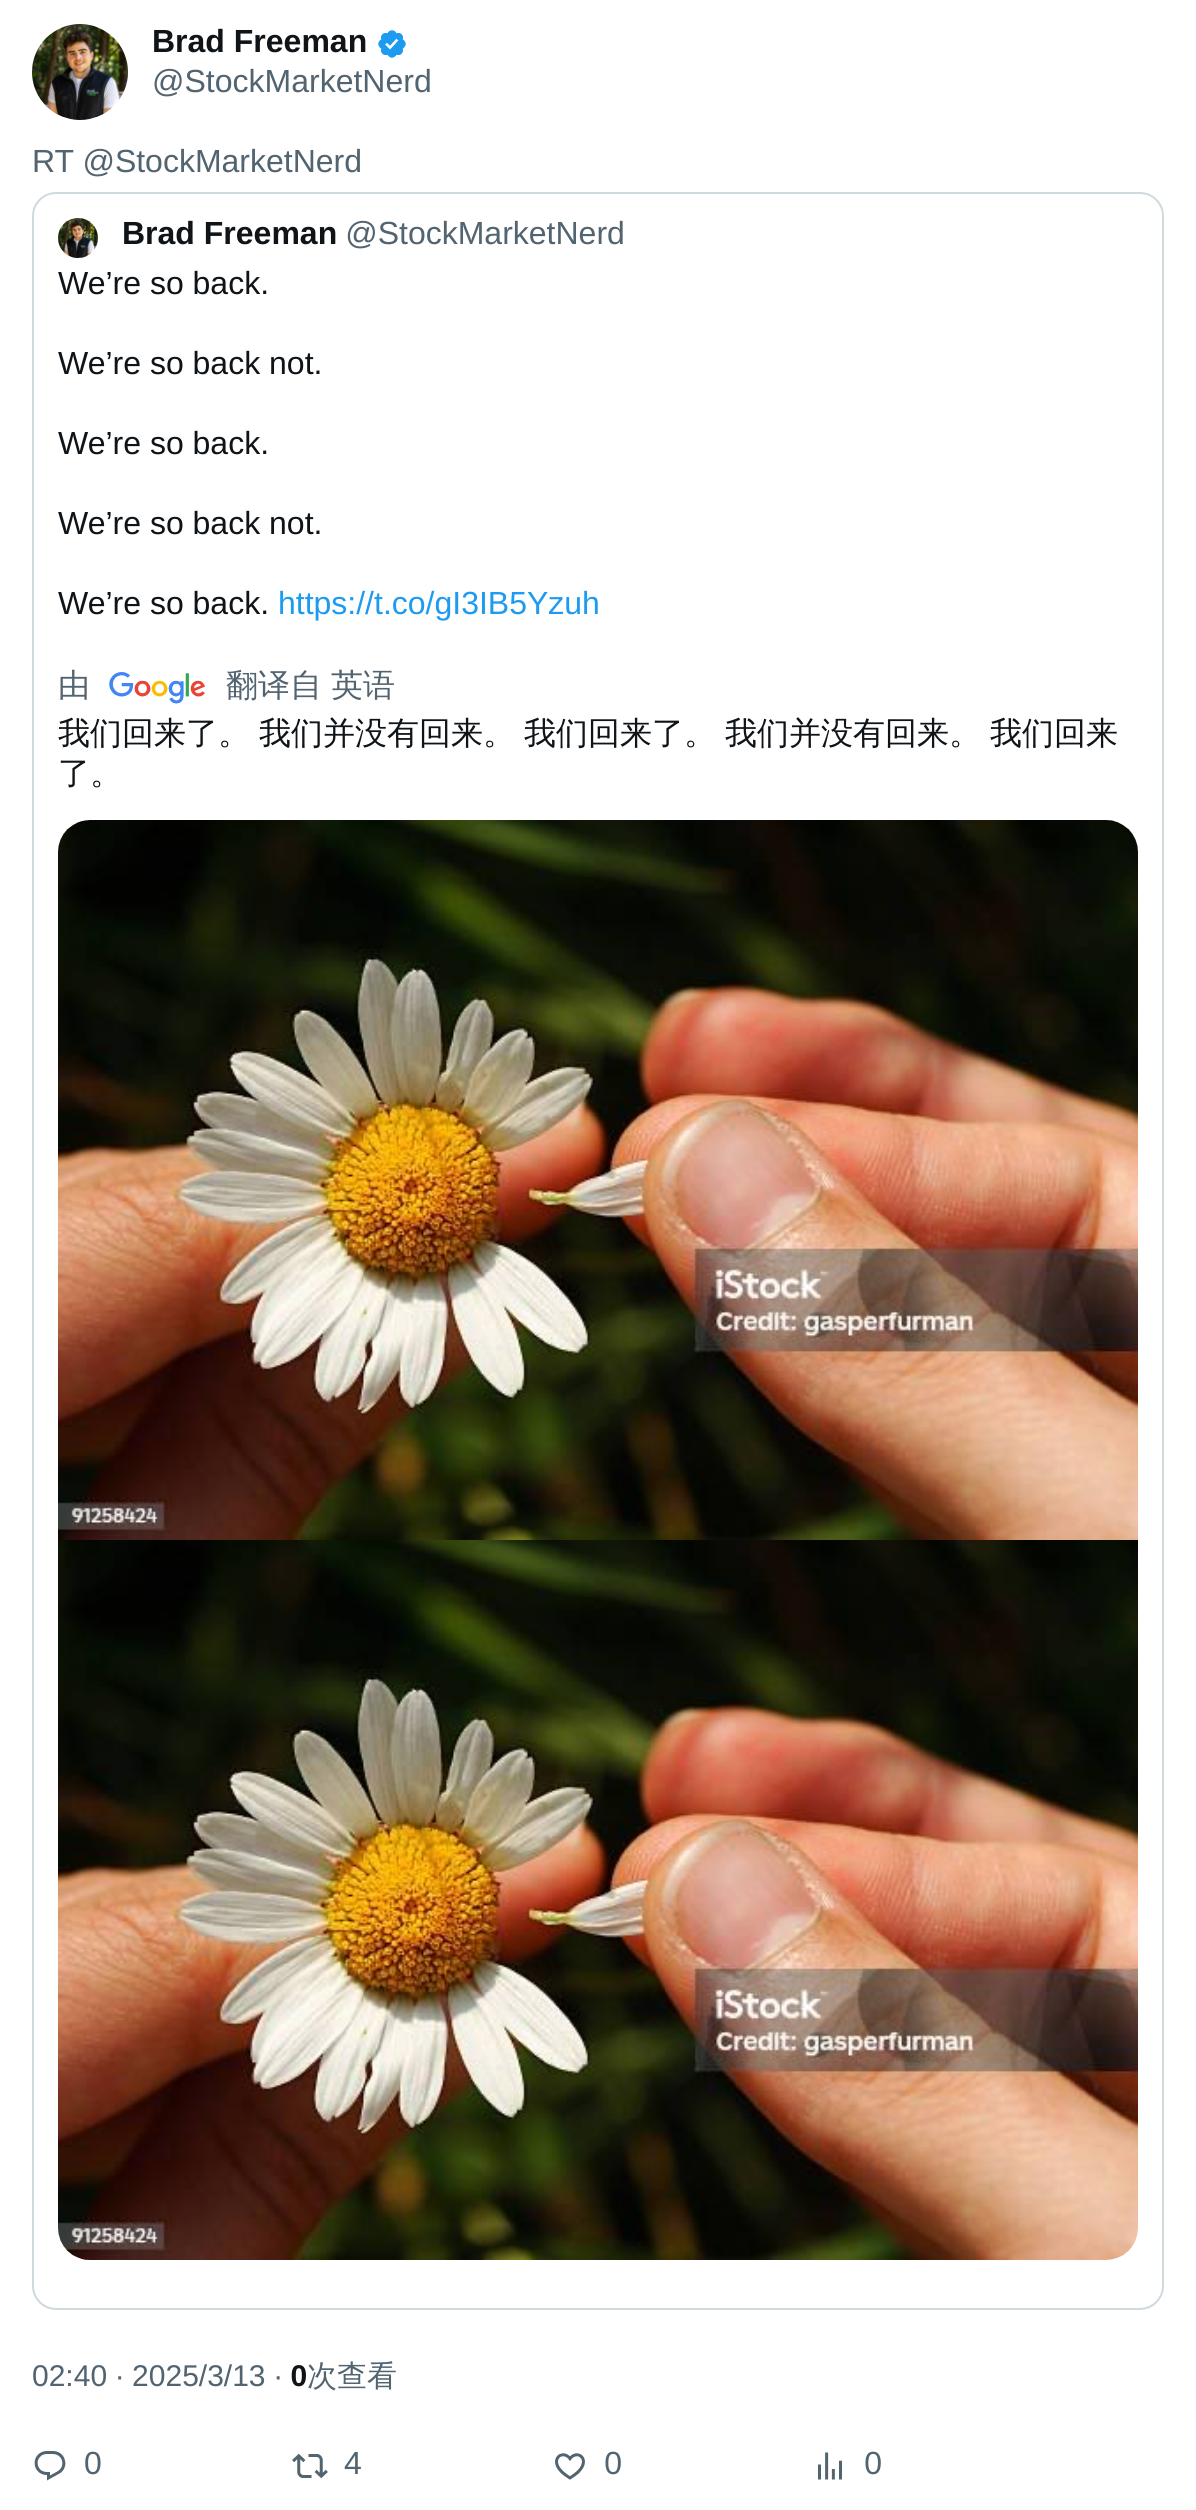 Brad Freeman
@StockMarketNerd
RT @StockMarketNerd
Brad Freeman @StockMarketNerd
We’re so back.
We’re so back not.
We’re so back.
We’re so back not.
We’re so back. https://t.co/gI3IB5Yzuh
由 Google 翻译自 英语
我们回来了。 我们并没有回来。 我们回来了。 我们并没有回来。 我们回来
了。
iStock™
Credit: gasperfurman
91258424
iStock™
Credit: gasperfurman
91258424
02:40 · 2025/3/13 · 0次查看
0 4 0 0